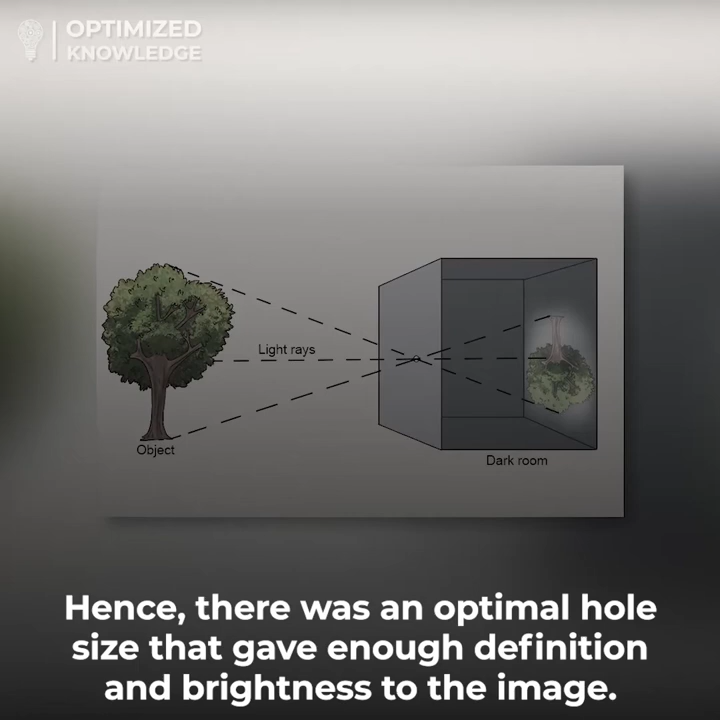 OPTIMIZED
KNOWLEDGE
Light rays
Object
Dark room
Hence, there was an optimal hole
size that gave enough definition
and brightness to the image.